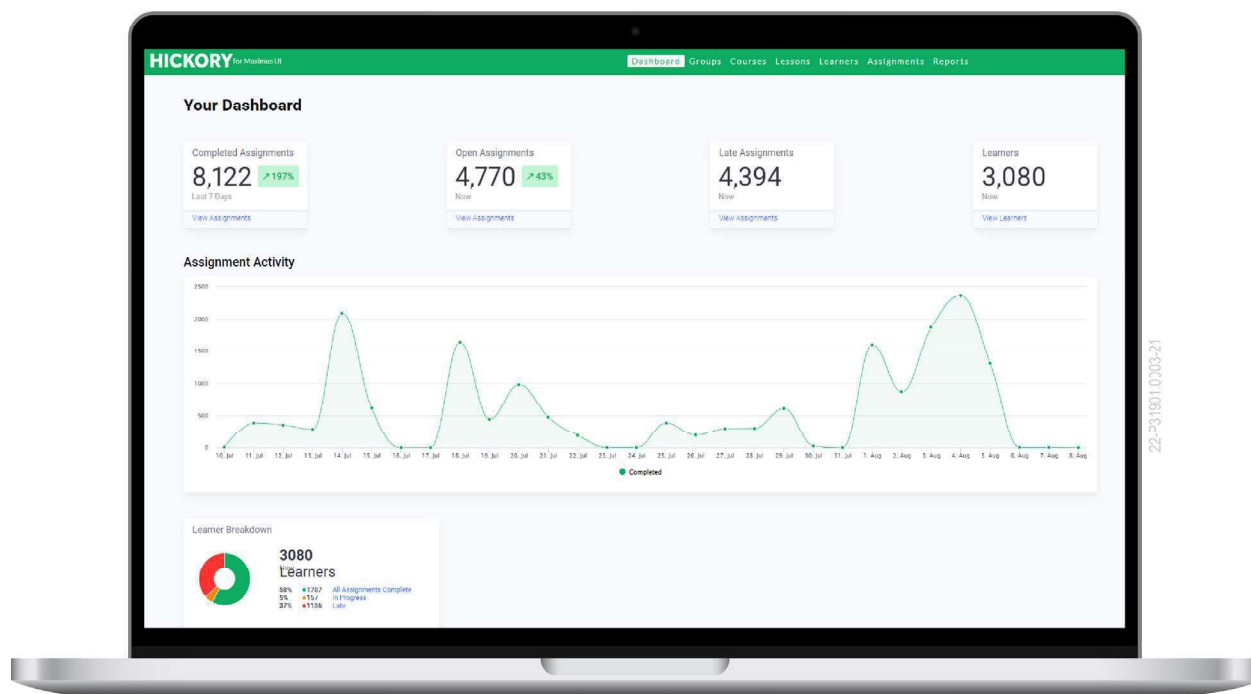 HICKORY for Maximus UI
Dashboard Groups Courses Lessons Learners Assignments Reports
Your Dashboard
Completed Assignments
8,122 ↗197%
Last 7 Days
View Assignments
Open Assignments
4,770 ↗43%
Now
View Assignments
Late Assignments
4,394
Now
View Assignments
Learners
3,080
Now
View Learners
Assignment Activity
2500
2000
1500
1000
500
0
10. Jul 11. Jul 12. Jul 13. Jul 14. Jul 15. Jul 16. Jul 17. Jul 18. Jul 19. Jul 20. Jul 21. Jul 22. Jul 23. Jul 24. Jul 25. Jul 26. Jul 27. Jul 28. Jul 29. Jul 30. Jul 31. Jul 1. Aug 2. Aug 3. Aug 4. Aug 5. Aug 6. Aug 7. Aug 8. Aug
Completed
Learner Breakdown
3080
Now
Learners
58% 1787 All Assignments Complete
5% 157 In Progress
37% 1136 Late
22-P31901.0003-21